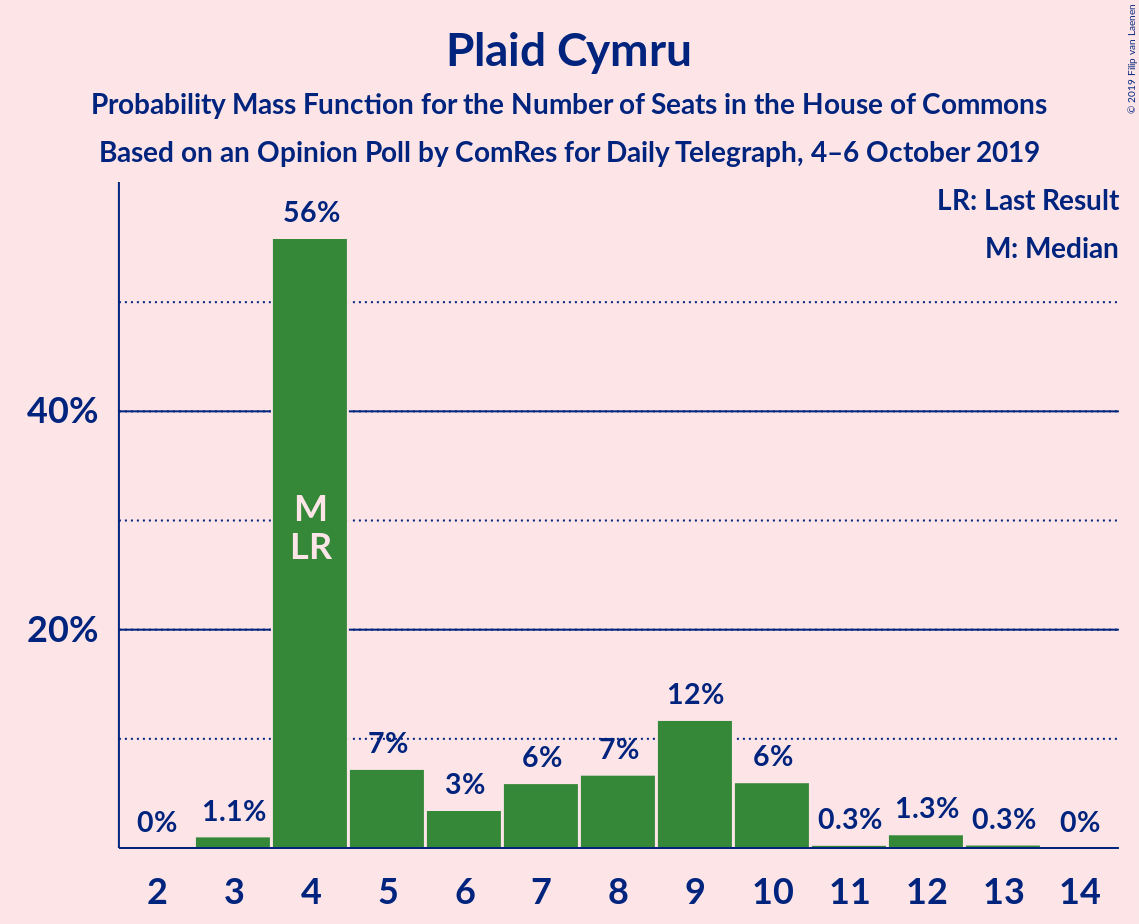 Plaid Cymru
Probability Mass Function for the Number of Seats in the House of Commons
Based on an Opinion Poll by ComRes for Daily Telegraph, 4–6 October 2019
© 2019 Filip van Laenen
LR: Last Result
M: Median
56%
40%
M
LR
20%
12%
7%
7%
6%
6%
3%
1.1%
1.3%
0.3%
0.3%
0%
0%
2 3 4 5 6 7 8 9 10 11 12 13 14